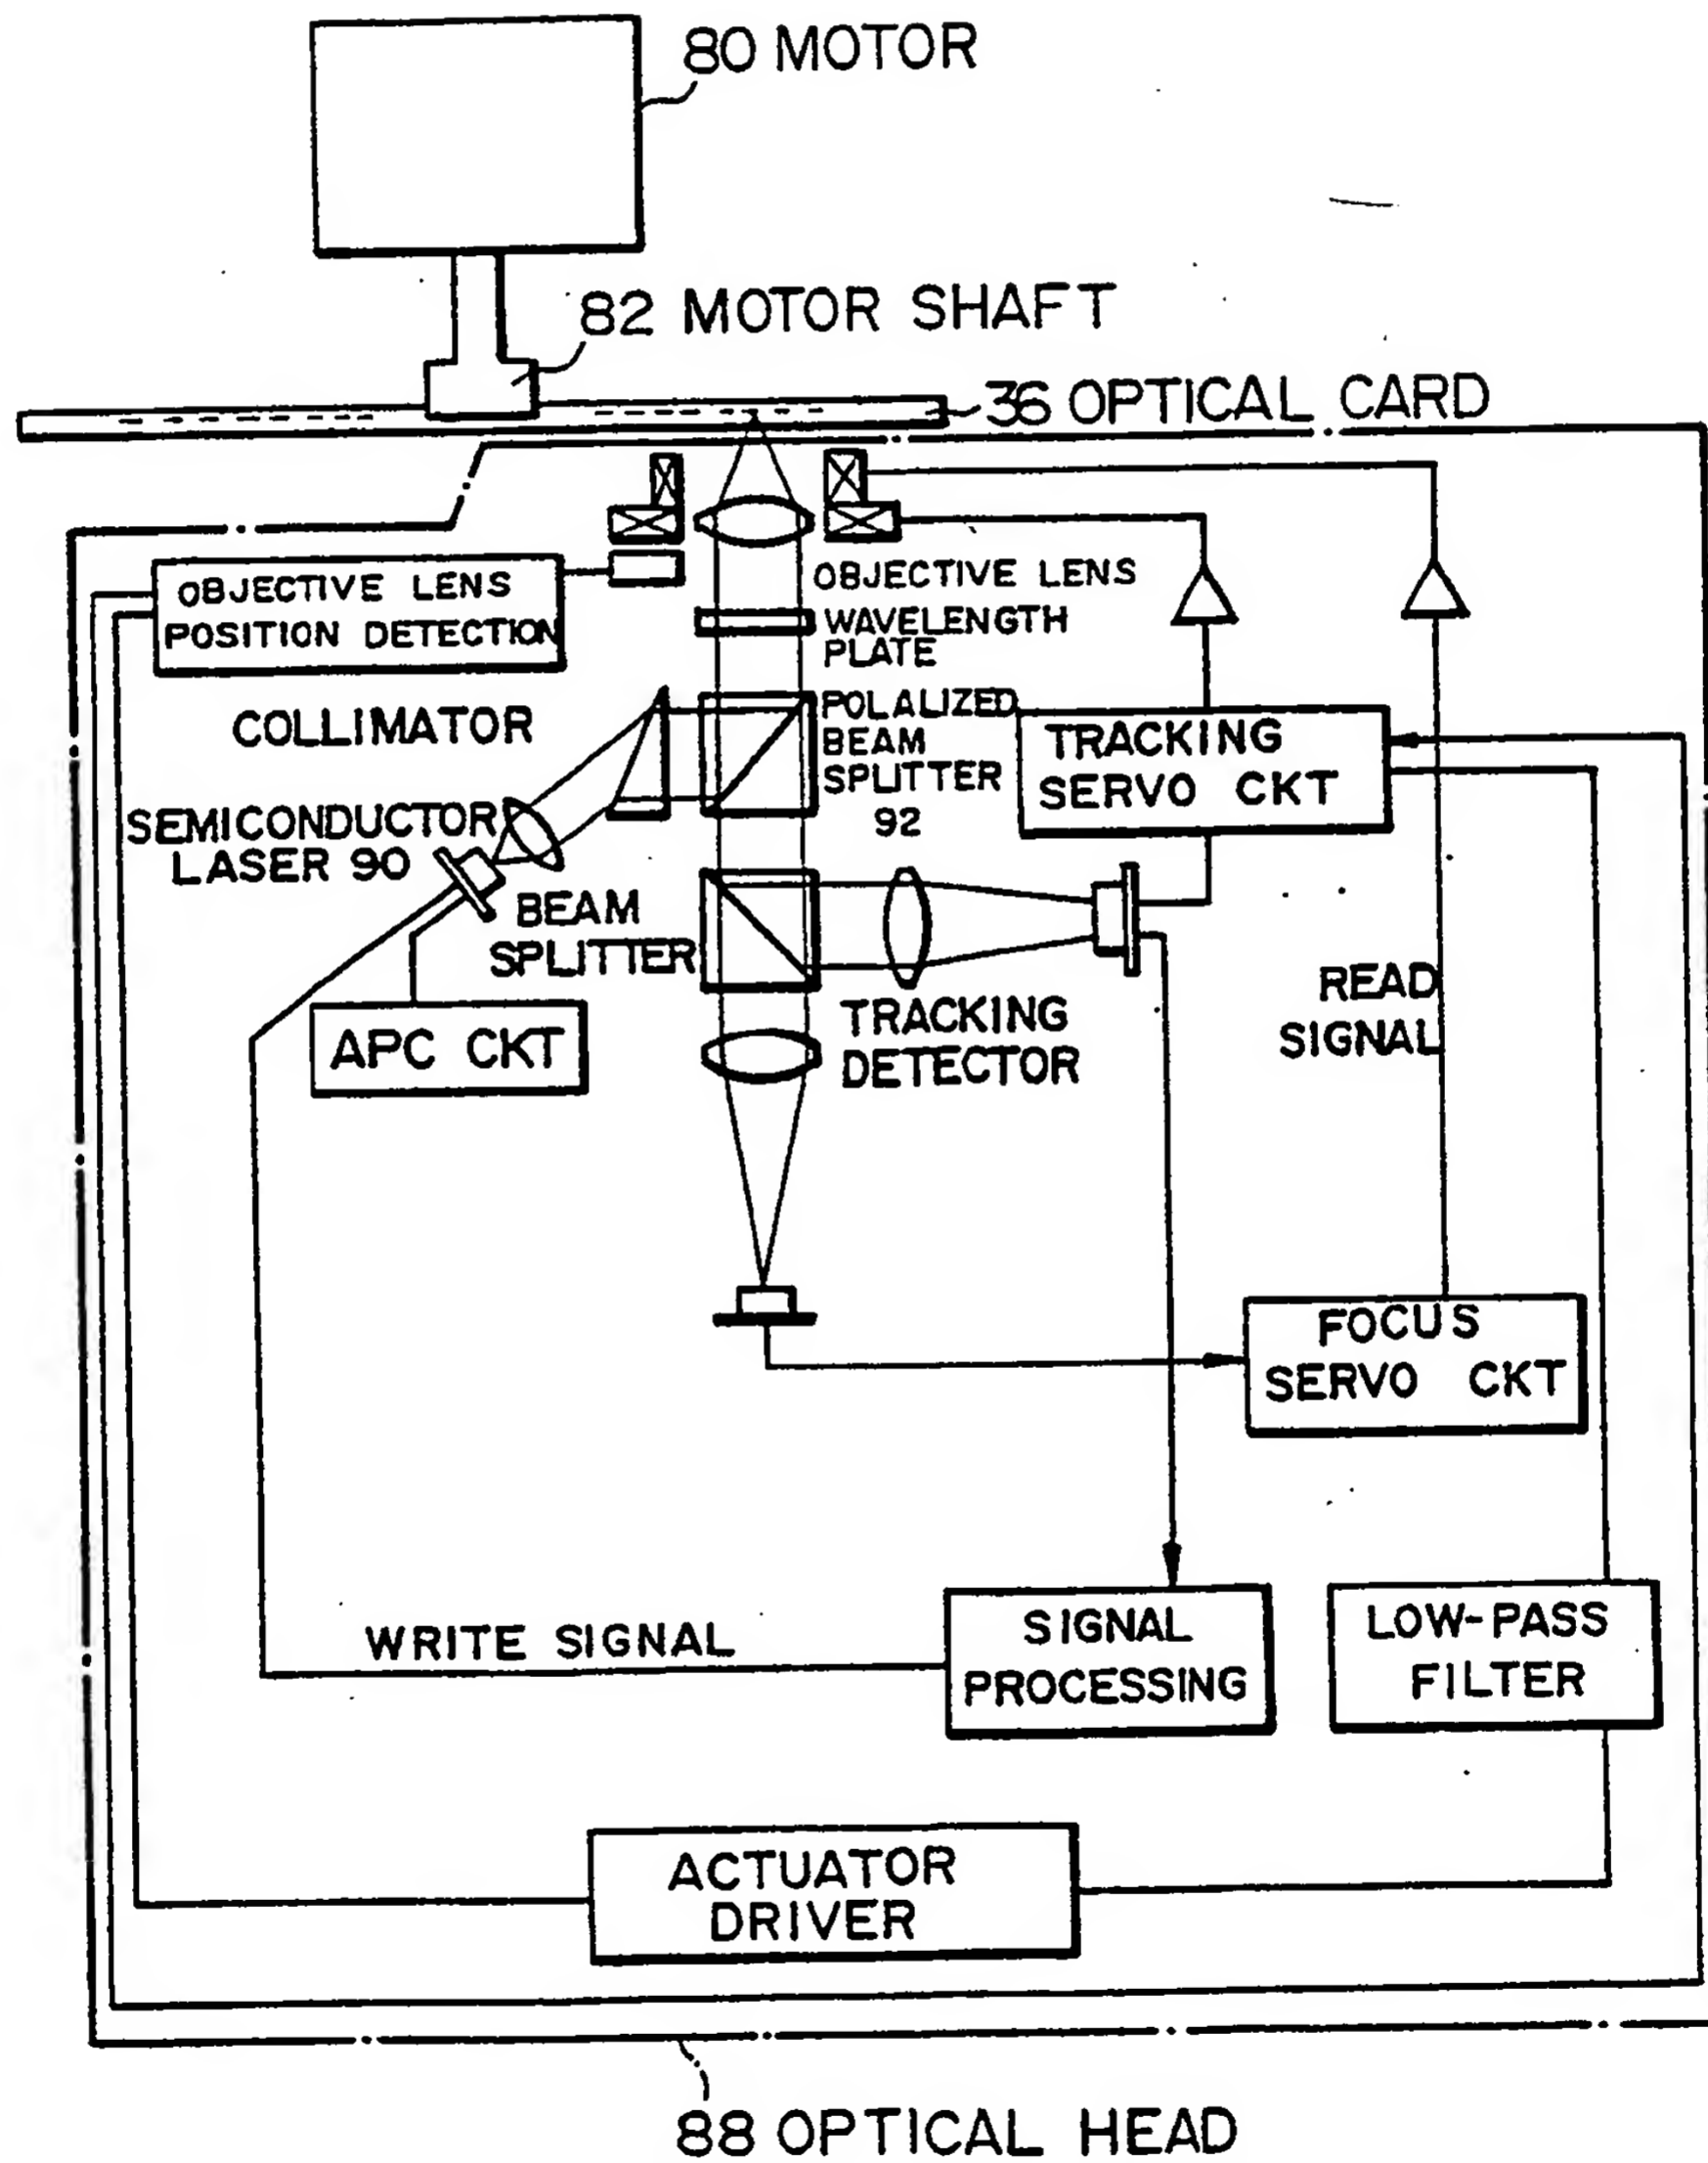 80 MOTOR
82 MOTOR SHAFT
36 OPTICAL CARD
OBJECTIVE LENS
POSITION DETECTION
OBJECTIVE LENS
WAVELENGTH
PLATE
COLLIMATOR
POLALIZED
BEAM
SPLITTER
92
TRACKING
SERVO CKT
SEMICONDUCTOR
LASER 90
BEAM
SPLITTER
APC CKT
TRACKING
DETECTOR
READ
SIGNAL
FOCUS
SERVO CKT
WRITE SIGNAL
SIGNAL
PROCESSING
LOW-PASS
FILTER
ACTUATOR
DRIVER
88 OPTICAL HEAD